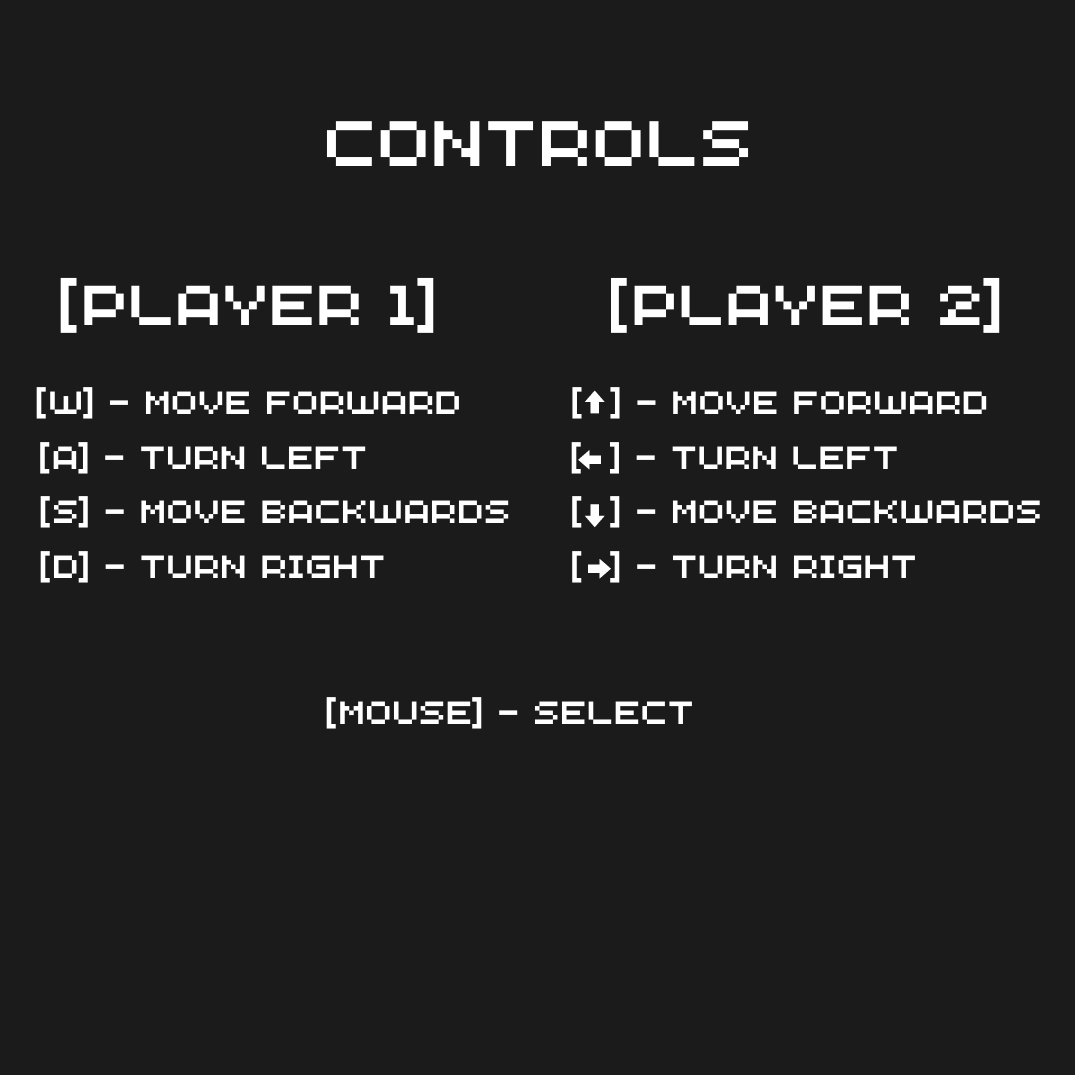 CONTROLS
[PLAYER 1]
[W] - MOVE FORWARD
[A] - TURN LEFT
[S] - MOVE BACKWARDS
[D] - TURN RIGHT
[PLAYER 2]
[↑] - MOVE FORWARD
[←] - TURN LEFT
[↓] - MOVE BACKWARDS
[→] - TURN RIGHT
[MOUSE] - SELECT